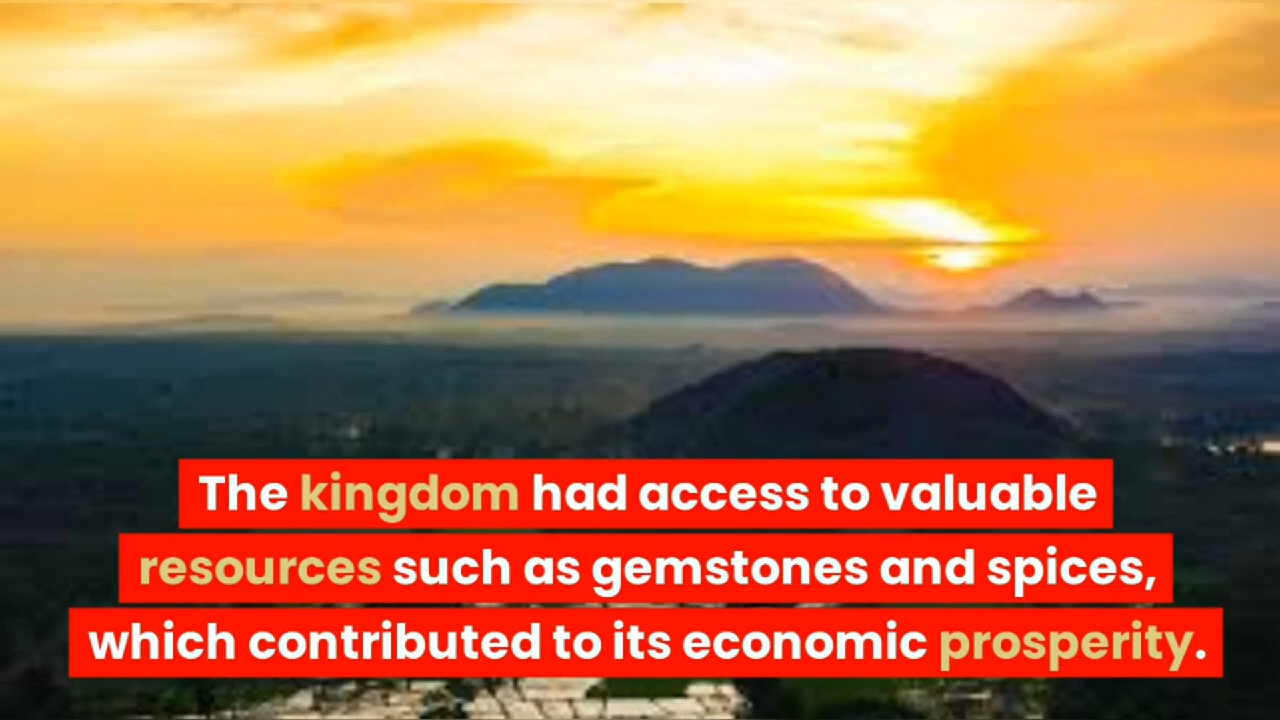 The kingdom had access to valuable
resources such as gemstones and spices,
which contributed to its economic prosperity.